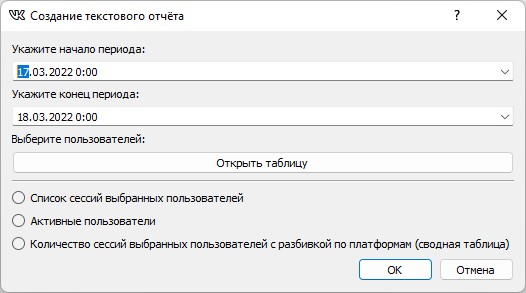 Создание текстового отчёта
?
Укажите начало периода:
17.03.2022 0:00
Укажите конец периода:
18.03.2022 0:00
Выберите пользователей:
Открыть таблицу
Список сессий выбранных пользователей
Активные пользователи
Количество сессий выбранных пользователей с разбивкой по платформам (сводная таблица)
OK
Отмена